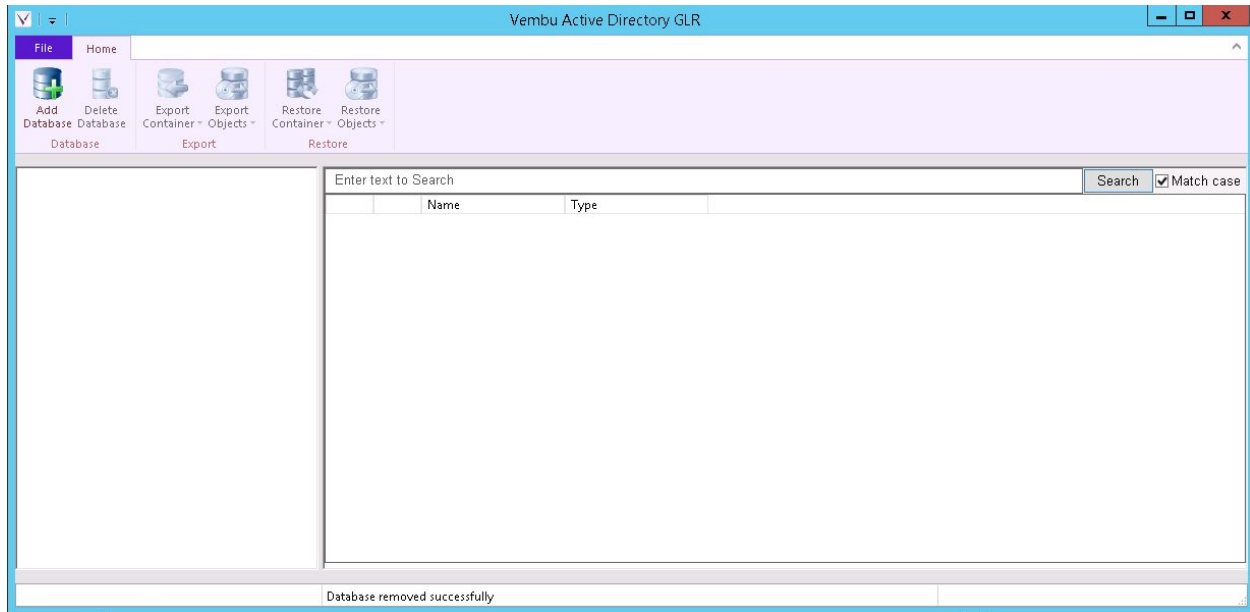 Vembu Active Directory GLR
File Home
Add Delete Export Export Restore Restore
Database Database Container Objects Container Objects
Database Export Restore
Enter text to Search Search Match case
Name Type
Database removed successfully